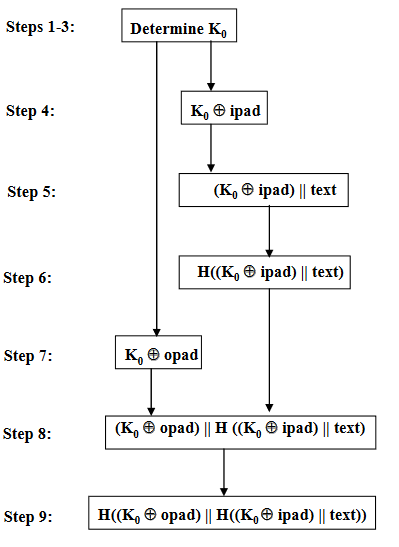 Steps 1-3: Determine K₀
Step 4: K₀ ⊕ ipad
Step 5: (K₀ ⊕ ipad) || text
Step 6: H((K₀ ⊕ ipad) || text)
Step 7: K₀ ⊕ opad
Step 8: (K₀ ⊕ opad) || H ((K₀ ⊕ ipad) || text)
Step 9: H((K₀ ⊕ opad) || H((K₀ ⊕ ipad) || text))